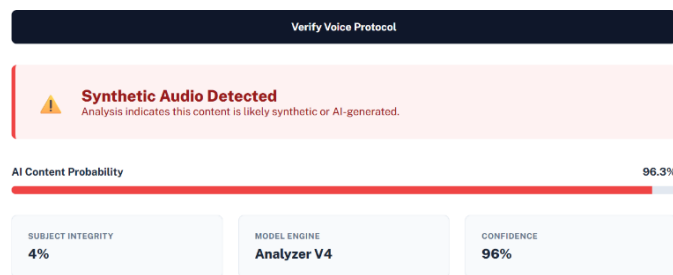 Verify Voice Protocol
Synthetic Audio Detected
Analysis indicates this content is likely synthetic or AI-generated.
AI Content Probability 96.3%
SUBJECT INTEGRITY MODEL ENGINE CONFIDENCE
4% Analyzer V4 96%